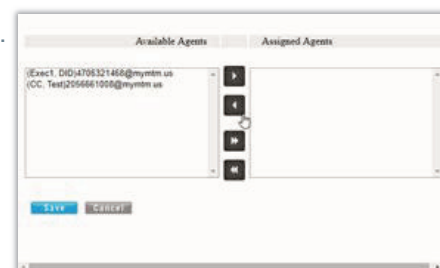 Available Agents Assigned Agents
(Exec1, DID)4706321468@mymtm.us
(CC, Test)2056661008@mymtm.us
Save Cancel